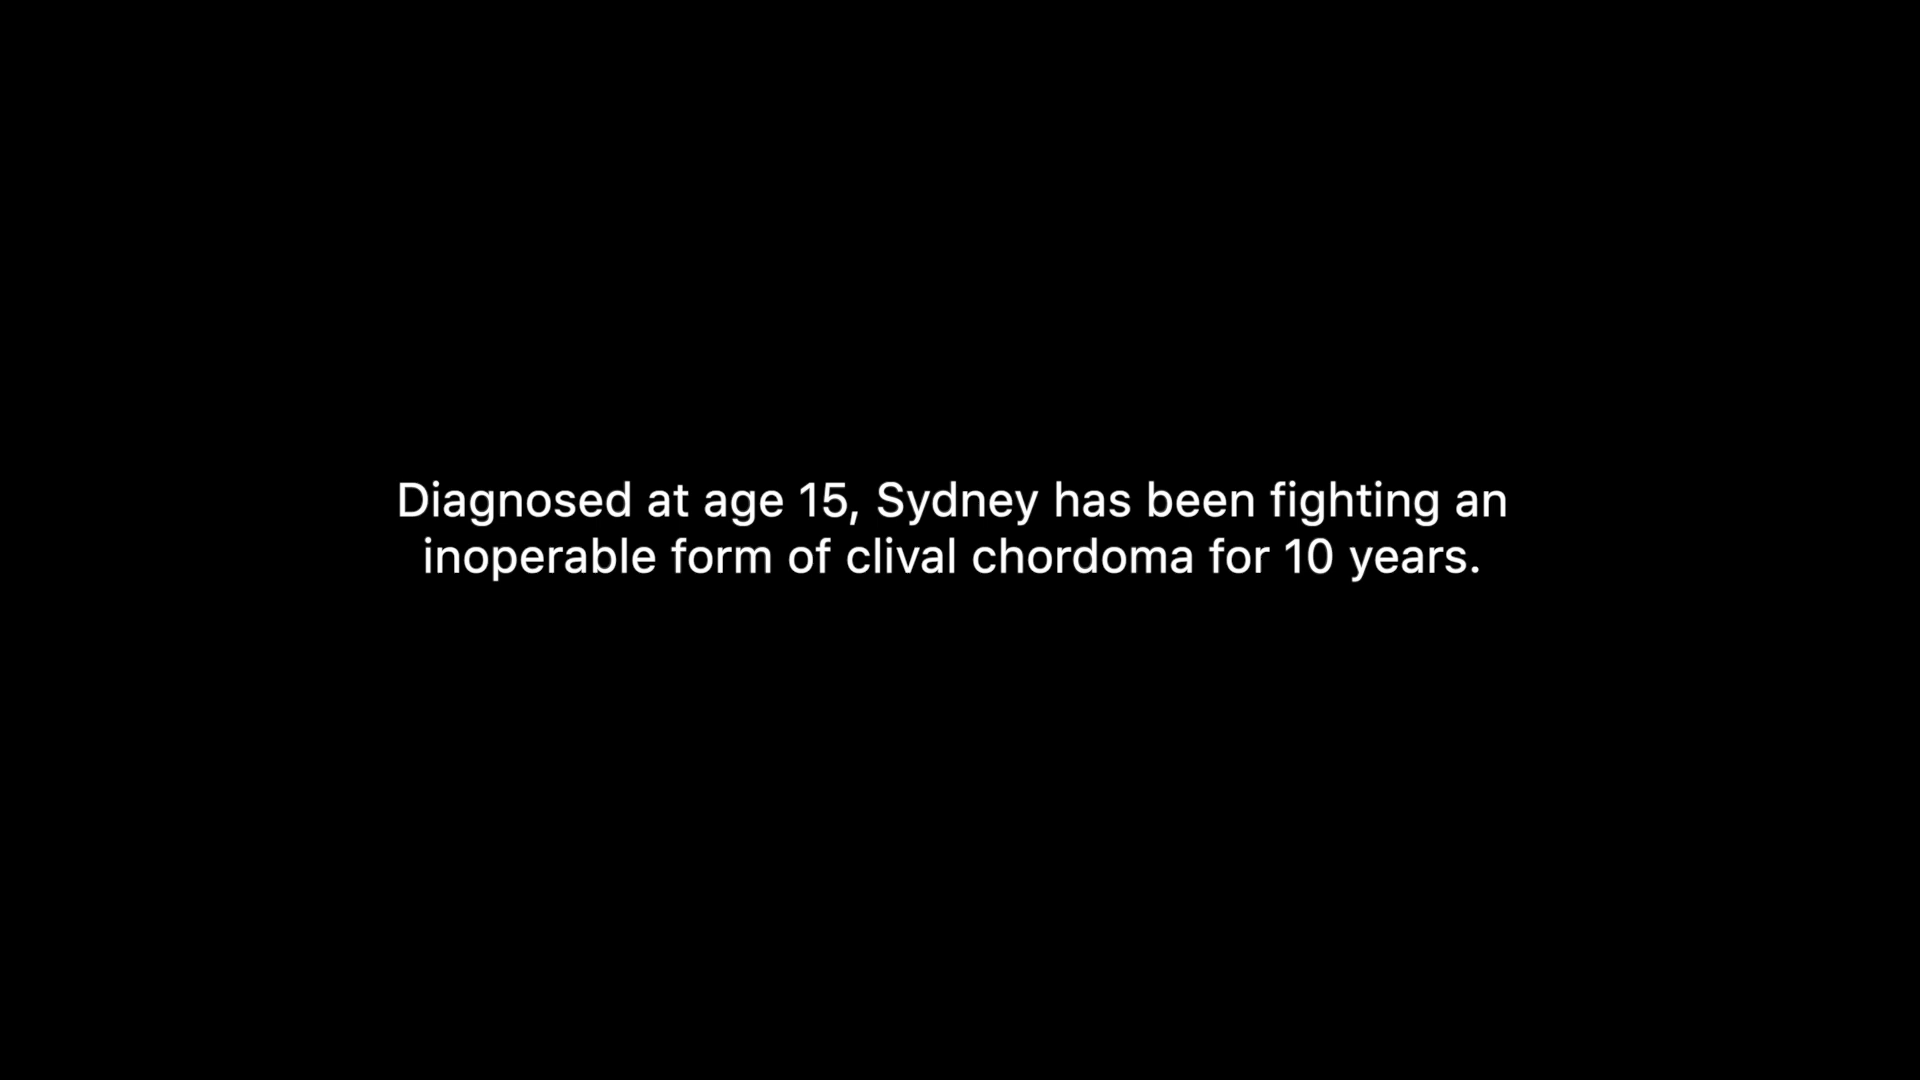 Diagnosed at age 15, Sydney has been fighting an
inoperable form of clival chordoma for 10 years.